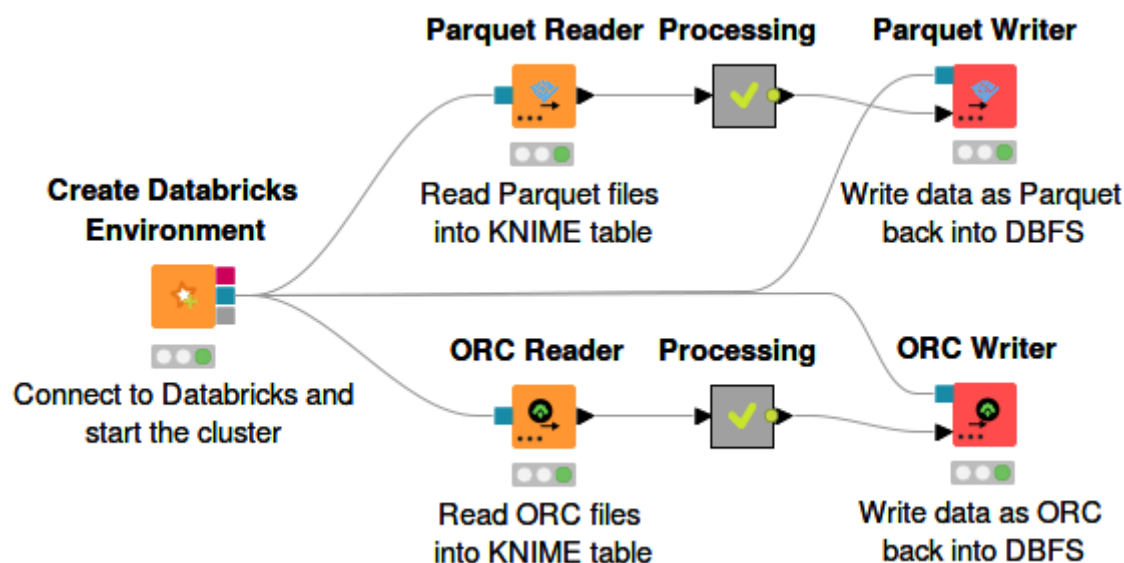 Parquet Reader
Processing
Parquet Writer
Read Parquet files
into KNIME table
Write data as Parquet
back into DBFS
Create Databricks
Environment
Connect to Databricks and
start the cluster
ORC Reader
Processing
ORC Writer
Read ORC files
into KNIME table
Write data as ORC
back into DBFS